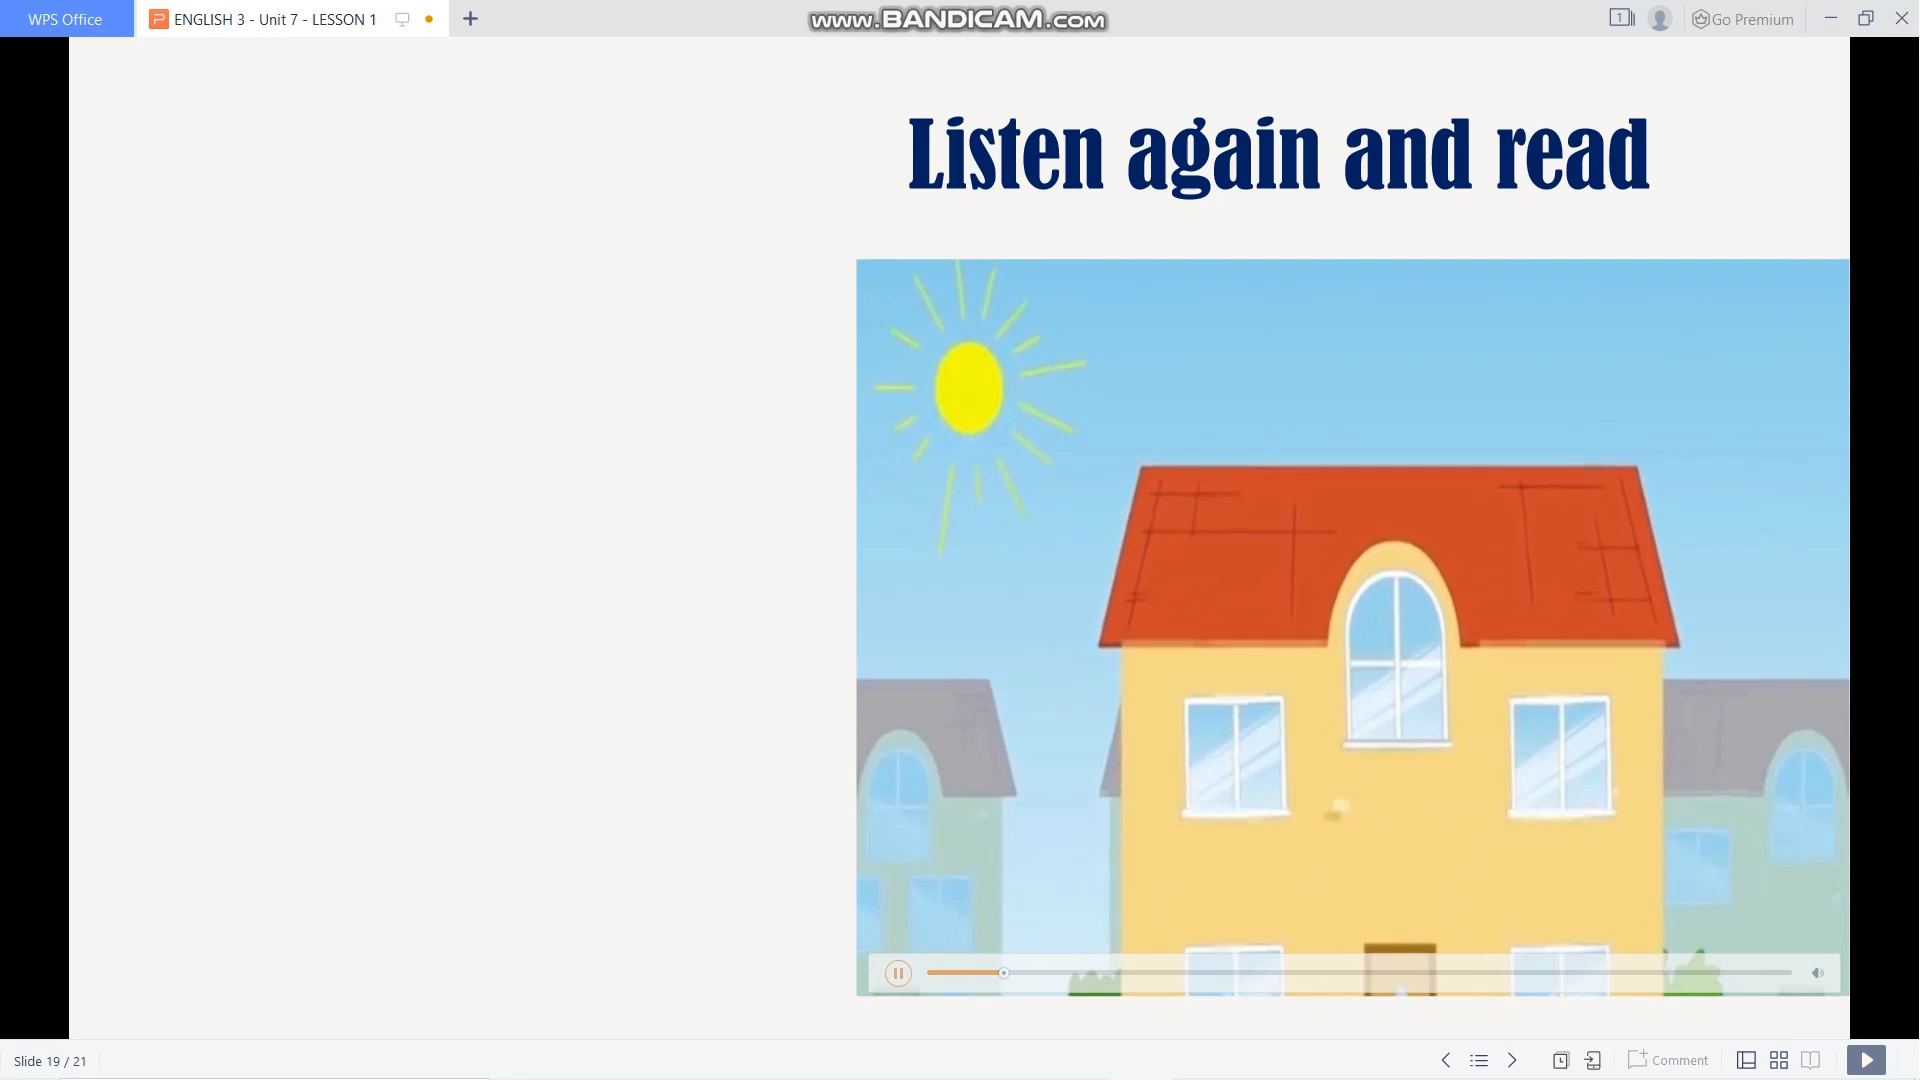 WPS Office
ENGLISH 3 - Unit 7 - LESSON 1
www.BANDICAM.com
1
Go Premium
Listen again and read
Slide 19 / 21
Comment